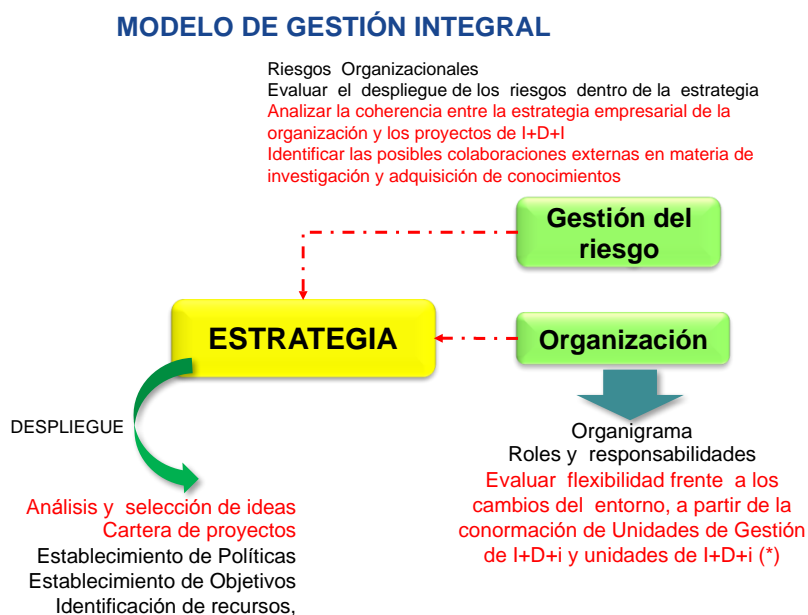 MODELO DE GESTIÓN INTEGRAL
Riesgos Organizacionales
Evaluar el despliegue de los riesgos dentro de la estrategia
Analizar la coherencia entre la estrategia empresarial de la
organización y los proyectos de I+D+I
Identificar las posibles colaboraciones externas en materia de
investigación y adquisición de conocimientos
Gestión del
riesgo
ESTRATEGIA
Organización
DESPLIEGUE
Organigrama
Roles y responsabilidades
Evaluar flexibilidad frente a los
cambios del entorno, a partir de la
conormación de Unidades de Gestión
de I+D+i y unidades de I+D+i (*)
Análisis y selección de ideas
Cartera de proyectos
Establecimiento de Políticas
Establecimiento de Objetivos
Identificación de recursos,